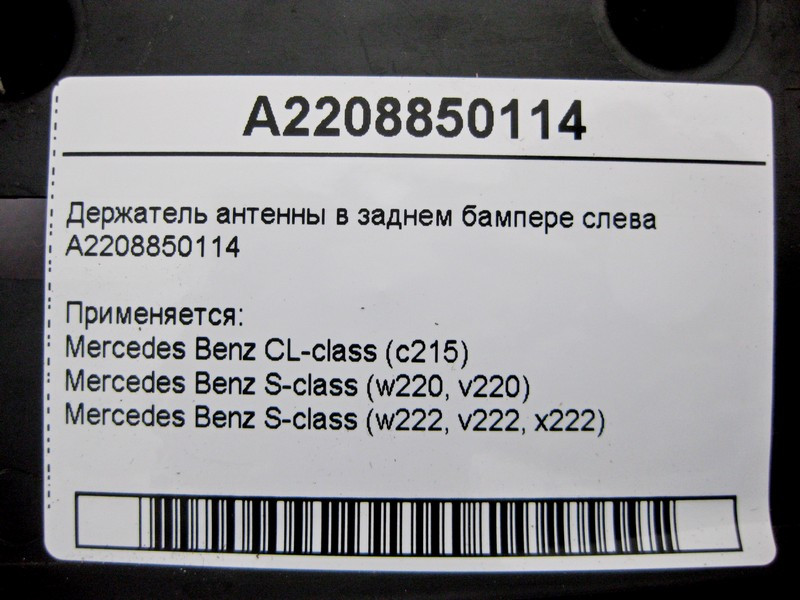 A2208850114
Держатель антенны в заднем бампере слева
A2208850114
Применяется:
Mercedes Benz CL-class (c215)
Mercedes Benz S-class (w220, v220)
Mercedes Benz S-class (w222, v222, x222)